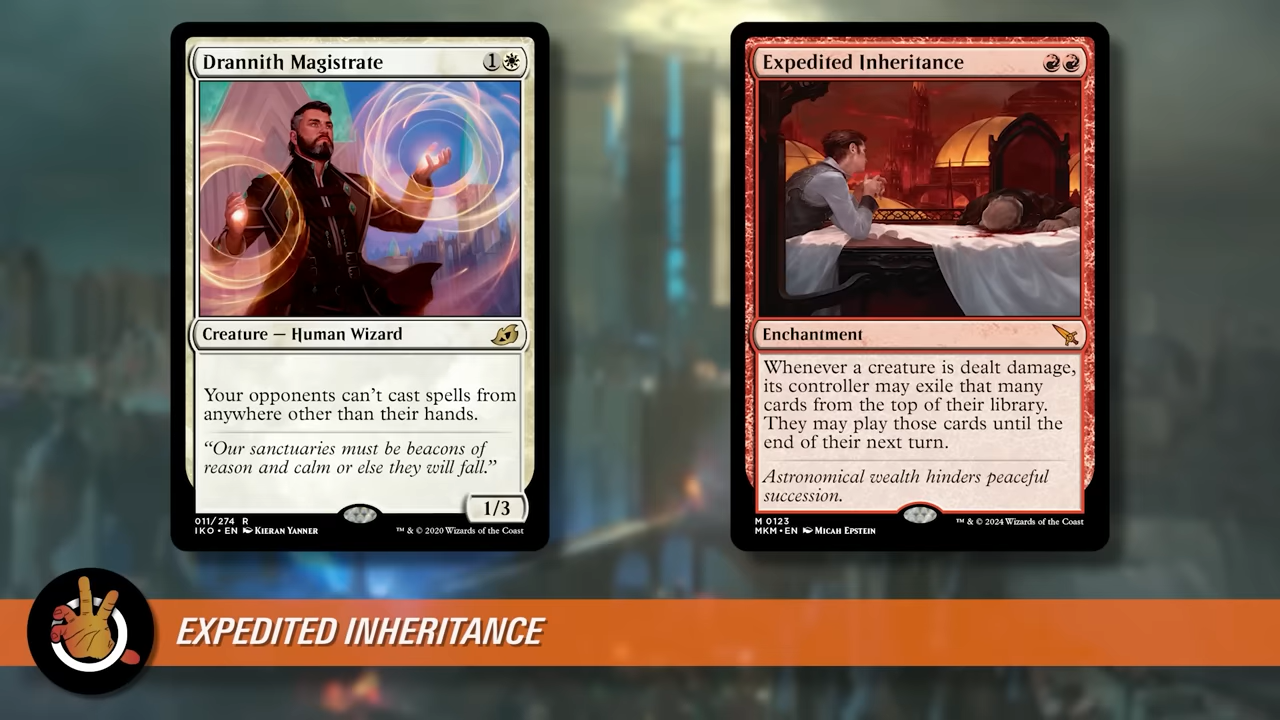 Drannith Magistrate 1
Creature — Human Wizard
Your opponents can't cast spells from
anywhere other than their hands.
“Our sanctuaries must be beacons of
reason and calm or else they will fall.”
1/3
011/274 R
IKO • EN KIERAN YANNER
™ & © 2020 Wizards of the Coast
Expedited Inheritance
Enchantment
Whenever a creature is dealt damage,
its controller may exile that many
cards from the top of their library.
They may play those cards until the
end of their next turn.
Astronomical wealth hinders peaceful
succession.
M 0123
MKM • EN MICAH EPSTEIN
™ & © 2024 Wizards of the Coast
EXPEDITED INHERITANCE